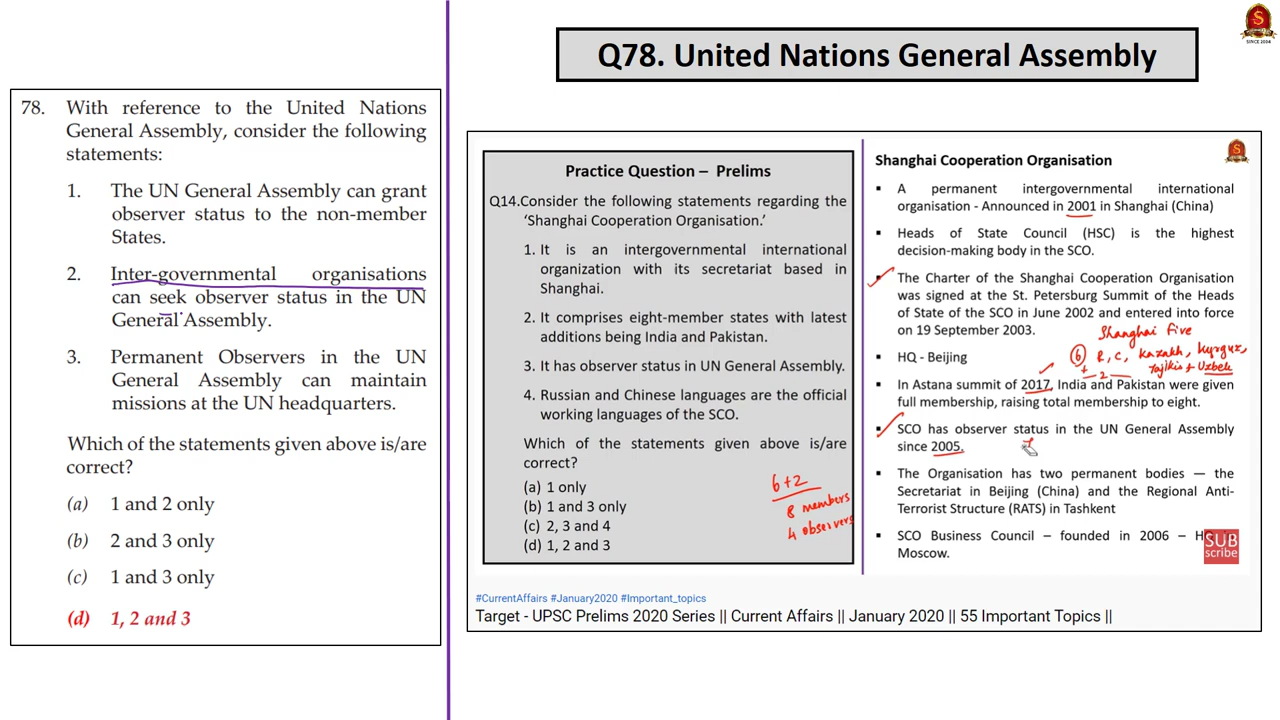 S
SINCE 2004
Q78. United Nations General Assembly
78. With reference to the United Nations
General Assembly, consider the following
statements:
1. The UN General Assembly can grant
observer status to the non-member
States.
2. Inter-governmental organisations
can seek observer status in the UN
General Assembly.
3. Permanent Observers in the UN
General Assembly can maintain
missions at the UN headquarters.
Which of the statements given above is/are
correct?
(a) 1 and 2 only
(b) 2 and 3 only
(c) 1 and 3 only
(d) 1, 2 and 3
Practice Question – Prelims
Q14.Consider the following statements regarding the
‘Shanghai Cooperation Organisation.’
1. It is an intergovernmental international
organization with its secretariat based in
Shanghai.
2. It comprises eight-member states with latest
additions being India and Pakistan.
3. It has observer status in UN General Assembly.
4. Russian and Chinese languages are the official
working languages of the SCO.
Which of the statements given above is/are
correct?
(a) 1 only
(b) 1 and 3 only
(c) 2, 3 and 4
(d) 1, 2 and 3
6+2
8 members
4 observers
Shanghai Cooperation Organisation
S
▪ A permanent intergovernmental international
organisation - Announced in 2001 in Shanghai (China)
▪ Heads of State Council (HSC) is the highest
decision-making body in the SCO.
▪ The Charter of the Shanghai Cooperation Organisation
was signed at the St. Petersburg Summit of the Heads
of State of the SCO in June 2002 and entered into force
on 19 September 2003.
Shanghai Five
▪ HQ - Beijing
6 R, C, Kazakh, Kyrgyz,
+ 2 Tajikis + Uzbek
▪ In Astana summit of 2017, India and Pakistan were given
full membership, raising total membership to eight.
▪ SCO has observer status in the UN General Assembly
since 2005.
▪ The Organisation has two permanent bodies — the
Secretariat in Beijing (China) and the Regional Anti-
Terrorist Structure (RATS) in Tashkent
▪ SCO Business Council – founded in 2006 –
Moscow.
SUB
scribe
#CurrentAffairs #January2020 #Important_topics
Target - UPSC Prelims 2020 Series || Current Affairs || January 2020 || 55 Important Topics ||